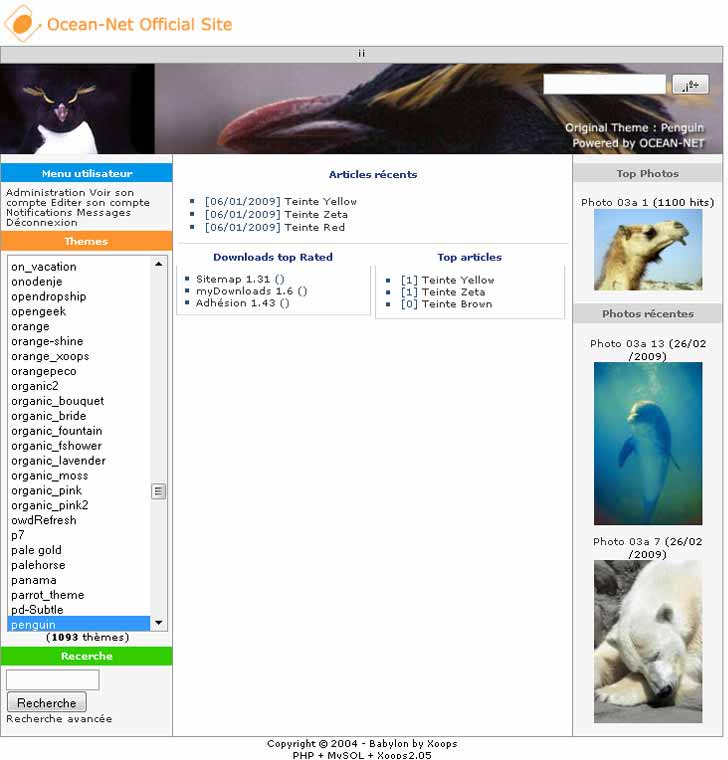 Ocean-Net Official Site
Original Theme : Penguin
Powered by OCEAN-NET
Menu utilisateur
Administration Voir son
compte Editer son compte
Notifications Messages
Déconnexion
Themes
on_vacation
onodenje
opendropship
opengeek
orange
orange-shine
orange_xoops
orangepeco
organic2
organic_bouquet
organic_bride
organic_fountain
organic_fshower
organic_lavender
organic_moss
organic_pink
organic_pink2
owdRefresh
p7
pale gold
palehorse
panama
parrot_theme
pd-Subtle
penguin
(1093 thèmes)
Recerche
Recherche
Recherche avancée
Articles récents
[06/01/2009] Teinte Yellow
[06/01/2009] Teinte Zeta
[06/01/2009] Teinte Red
Downloads top Rated
Sitemap 1.31 ()
myDownloads 1.6 ()
Adhésion 1.43 ()
Top articles
[1] Teinte Yellow
[1] Teinte Zeta
[0] Teinte Brown
Top Photos
Photo 03a 1 (1100 hits)
Photos récentes
Photo 03a 13 (26/02
/2009)
Photo 03a 7 (26/02
/2009)
Copyright © 2004 - Babylon by Xoops
PHP + MySQL + Xoops2.05